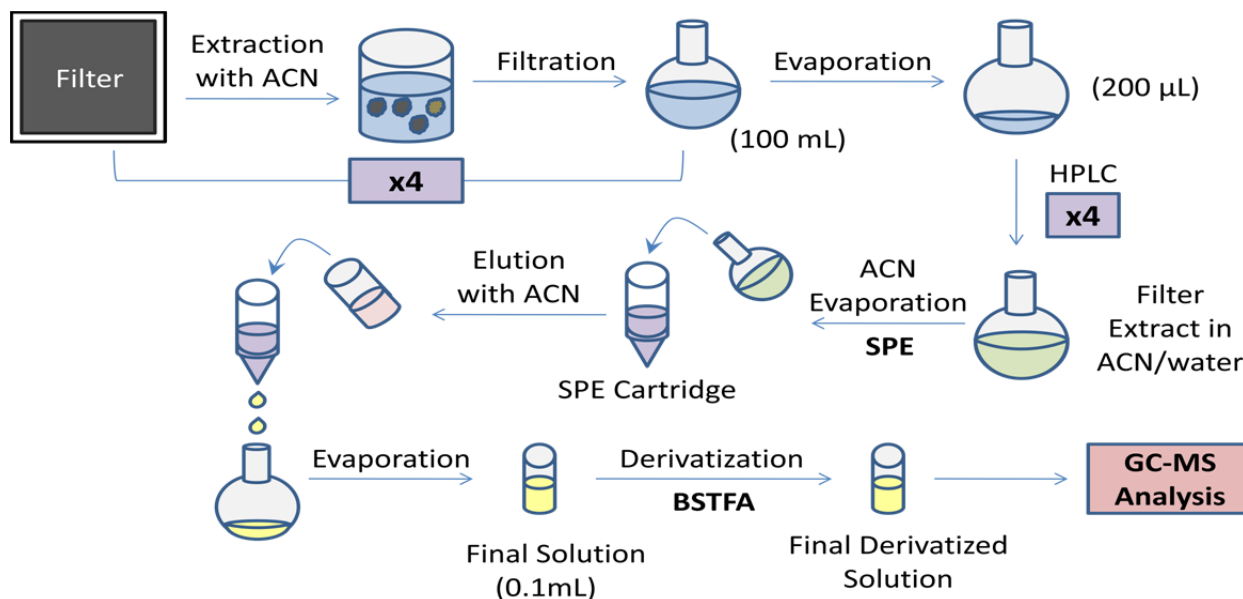 Filter
Extraction
with ACN
Filtration
Evaporation
(100 mL)
(200 µL)
x4
HPLC
x4
Elution
with ACN
ACN
Evaporation
SPE
Filter
Extract in
ACN/water
SPE Cartridge
Evaporation
Derivatization
BSTFA
GC-MS
Analysis
Final Solution
(0.1mL)
Final Derivatized
Solution